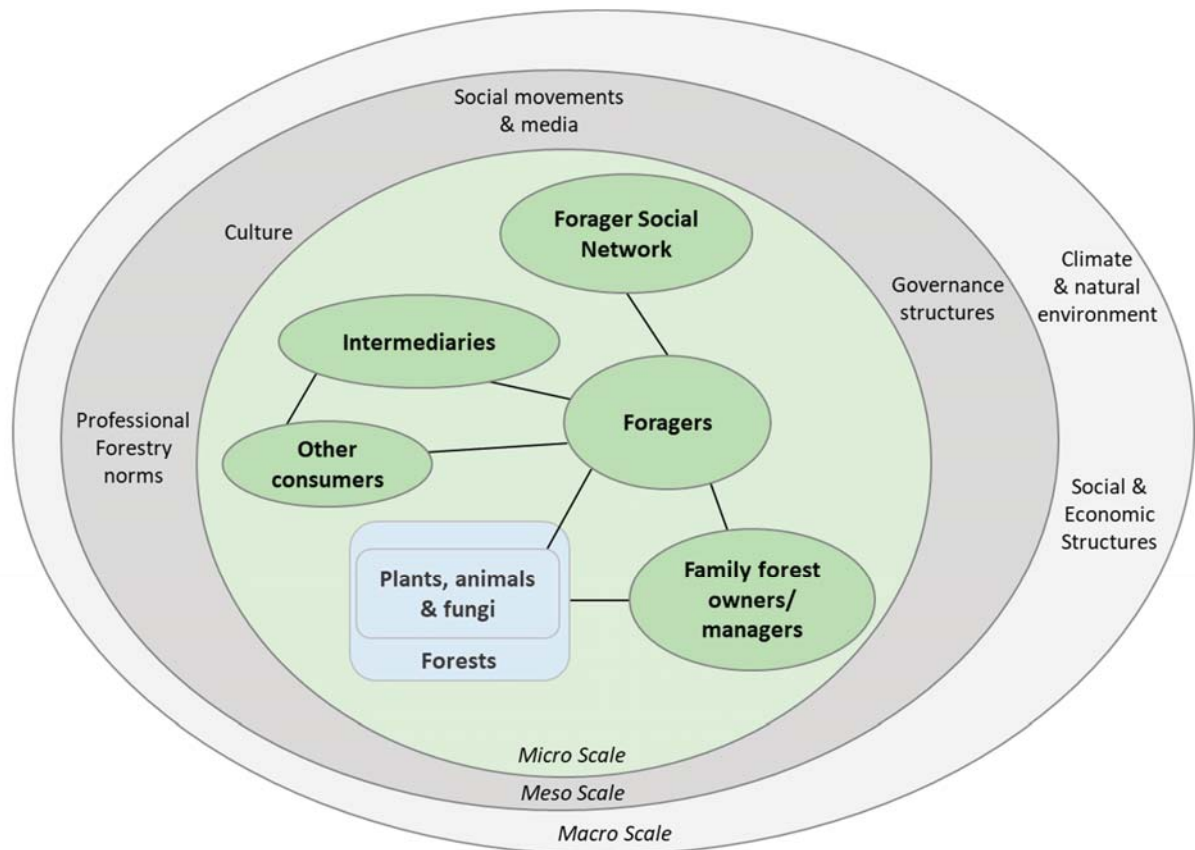 Social movements
& media
Culture
Forager Social
Network
Climate
& natural
environment
Governance
structures
Intermediaries
Foragers
Professional
Forestry
norms
Other
consumers
Social &
Economic
Structures
Plants, animals
& fungi
Forests
Family forest
owners/
managers
Micro Scale
Meso Scale
Macro Scale